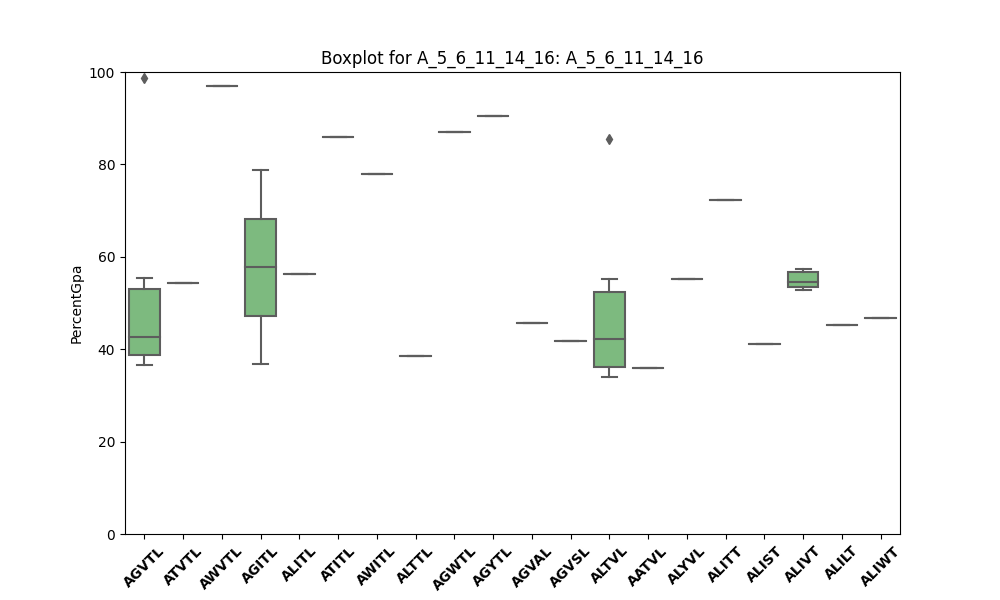 Boxplot for A_5_6_11_14_16: A_5_6_11_14_16
PercentGpa
100
80
60
40
20
0
AGVTL
ATVTL
AWVTL
AGITL
ALITL
ATITL
AWITL
ALTTL
AGWTL
AGYTL
AGVAL
AGVSL
ALTVL
AATVL
ALYVL
ALITT
ALIST
ALIVT
ALILT
ALIWT